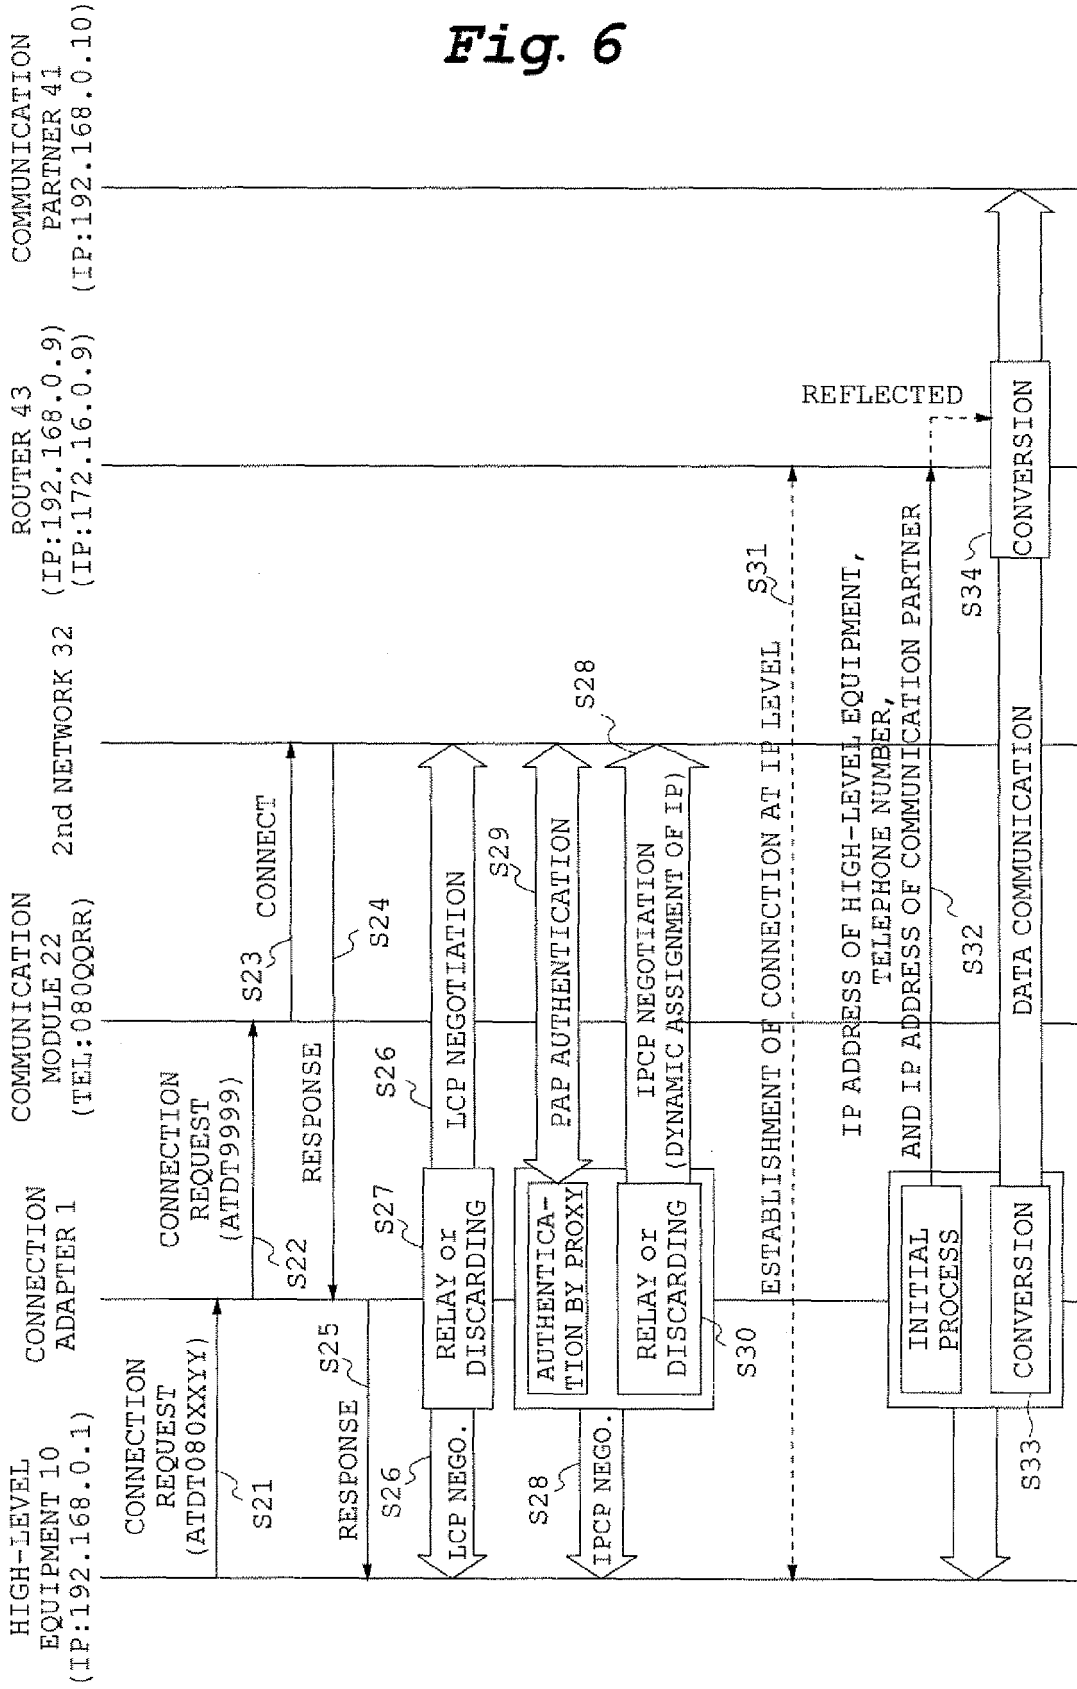 Fig. 6
HIGH-LEVEL
EQUIPMENT 10
(IP:192.168.0.1)
CONNECTION
ADAPTER 1
COMMUNICATION
MODULE 22
(TEL:080QQRR)
2nd NETWORK 32
ROUTER 43
(IP:192.168.0.9)
(IP:172.16.0.9)
COMMUNICATION
PARTNER 41
(IP:192.168.0.10)
CONNECTION
REQUEST
(ATDT080XXYY)
S21
CONNECTION
REQUEST
(ATDT9999)
S22
S23
CONNECT
RESPONSE
S24
RESPONSE
S25
S26
LCP NEGO.
S27
RELAY or
DISCARDING
S26
LCP NEGOTIATION
S28
IPCP NEGO.
AUTHENTICA-
TION BY PROXY
PAP AUTHENTICATION
S29
RELAY or
DISCARDING
S30
IPCP NEGOTIATION
(DYNAMIC ASSIGNMENT OF IP)
S28
ESTABLISHMENT OF CONNECTION AT IP LEVEL
S31
IP ADDRESS OF HIGH-LEVEL EQUIPMENT,
TELEPHONE NUMBER,
AND IP ADDRESS OF COMMUNICATION PARTNER
S32
REFLECTED
INITIAL
PROCESS
CONVERSION
S33
DATA COMMUNICATION
S34
CONVERSION